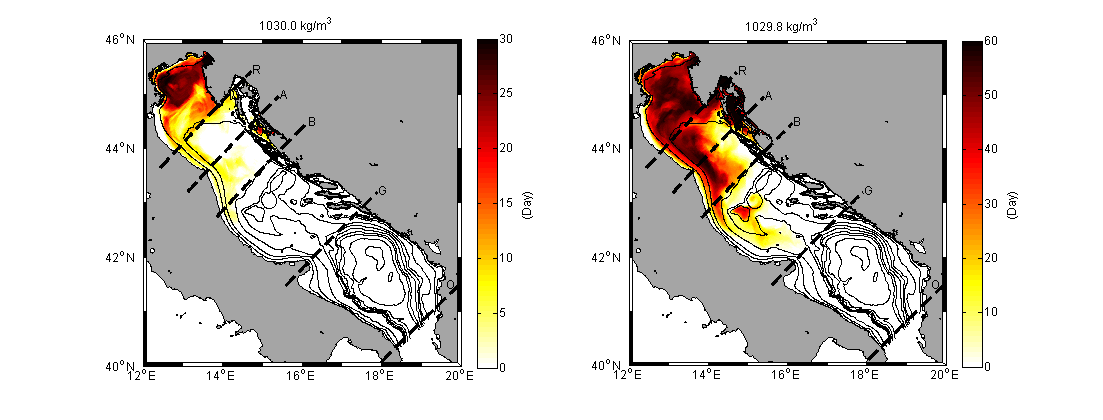 1030.0 kg/m³
46°N
44°N
42°N
40°N
12°E
14°E
16°E
18°E
20°E
R
A
B
G
O
30
25
20
15
10
5
0
(Day)
1029.8 kg/m³
46°N
44°N
42°N
40°N
12°E
14°E
16°E
18°E
20°E
R
A
B
G
O
60
50
40
30
20
10
0
(Day)